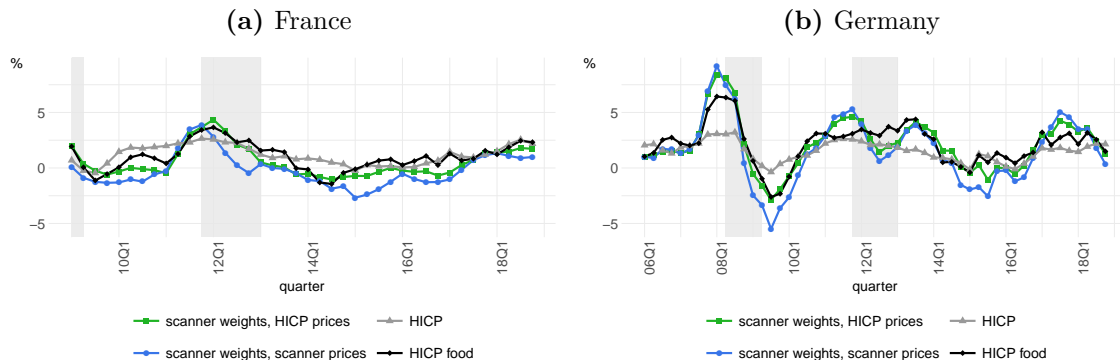 (a) France
%
5
0
−5
10Q1
12Q1
14Q1
16Q1
18Q1
quarter
scanner weights, HICP prices
HICP
scanner weights, scanner prices
HICP food
(b) Germany
%
5
0
−5
06Q1
08Q1
10Q1
12Q1
14Q1
16Q1
18Q1
quarter
scanner weights, HICP prices
HICP
scanner weights, scanner prices
HICP food